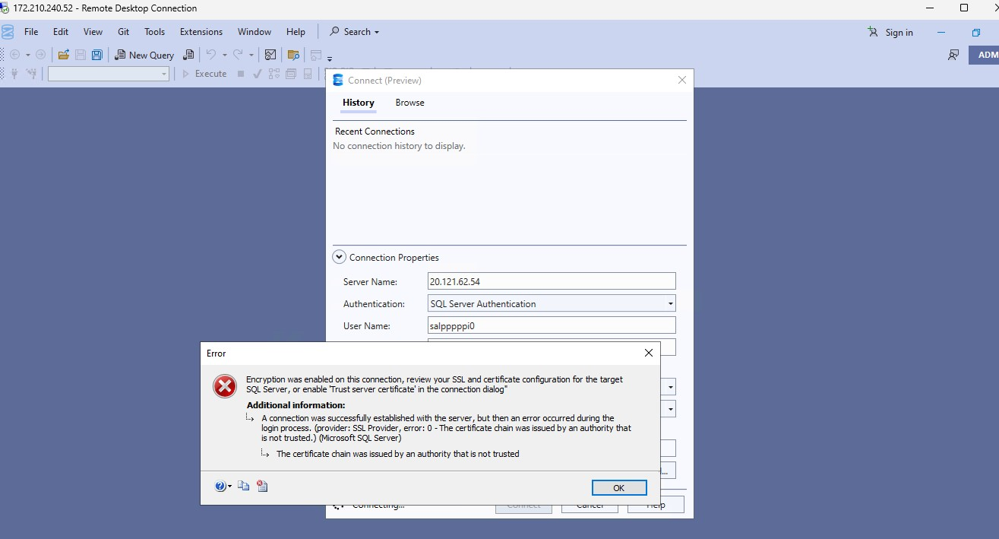 172.210.240.52 - Remote Desktop Connection
File Edit View Git Tools Extensions Window Help Search Sign in
New Query ADM
Execute
Connect (Preview)
History Browse
Recent Connections
No connection history to display.
Connection Properties
Server Name: 20.121.62.54
Authentication: SQL Server Authentication
User Name: salpppppi0
Error
Encryption was enabled on this connection, review your SSL and certificate configuration for the target
SQL Server, or enable 'Trust server certificate' in the connection dialog"
Additional information:
A connection was successfully established with the server, but then an error occurred during the
login process. (provider: SSL Provider, error: 0 - The certificate chain was issued by an authority that
is not trusted.) (Microsoft SQL Server)
The certificate chain was issued by an authority that is not trusted
OK
Connecting... Connect Cancel Help